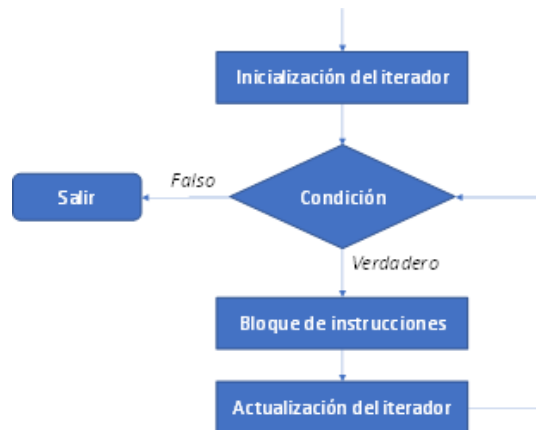 Inicialización del iterador
Falso
Salir
Condición
Verdadero
Bloque de instrucciones
Actualización del iterador